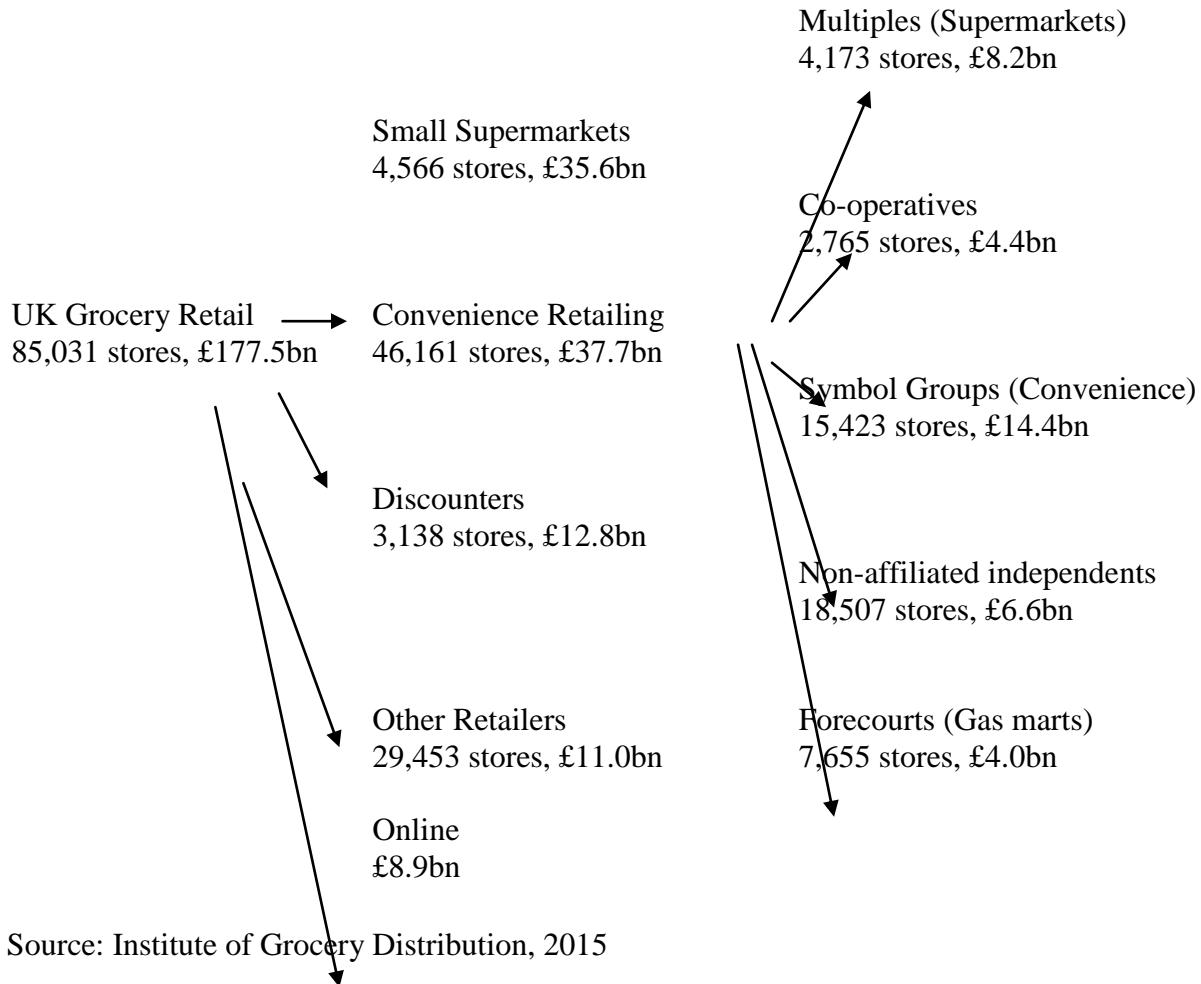 Multiples (Supermarkets)
4,173 stores, £8.2bn
Small Supermarkets
4,566 stores, £35.6bn
Co-operatives
2,765 stores, £4.4bn
UK Grocery Retail
85,031 stores, £177.5bn
Convenience Retailing
46,161 stores, £37.7bn
Symbol Groups (Convenience)
15,423 stores, £14.4bn
Discounters
3,138 stores, £12.8bn
Non-affiliated independents
18,507 stores, £6.6bn
Other Retailers
29,453 stores, £11.0bn
Forecourts (Gas marts)
7,655 stores, £4.0bn
Online
£8.9bn
Source: Institute of Grocery Distribution, 2015